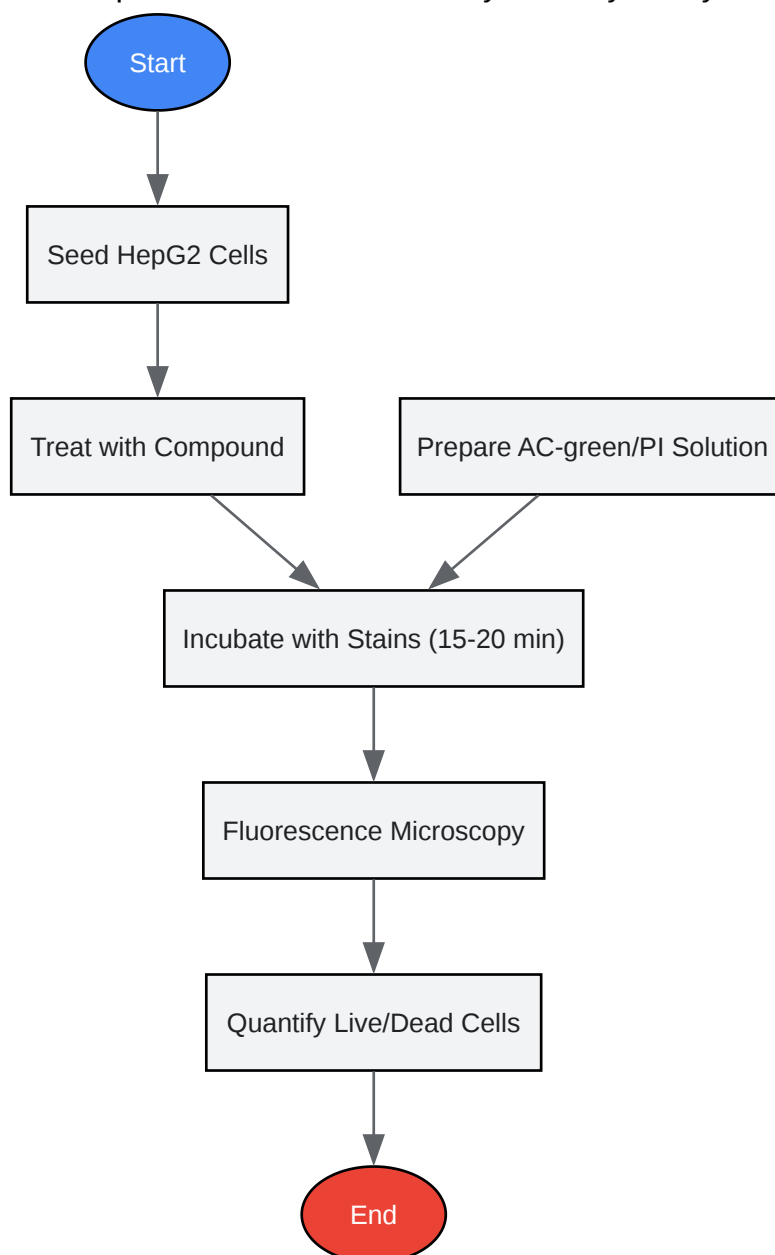 Start
Seed HepG2 Cells
Treat with Compound
Prepare AC-green/PI Solution
Incubate with Stains (15-20 min)
Fluorescence Microscopy
Quantify Live/Dead Cells
End